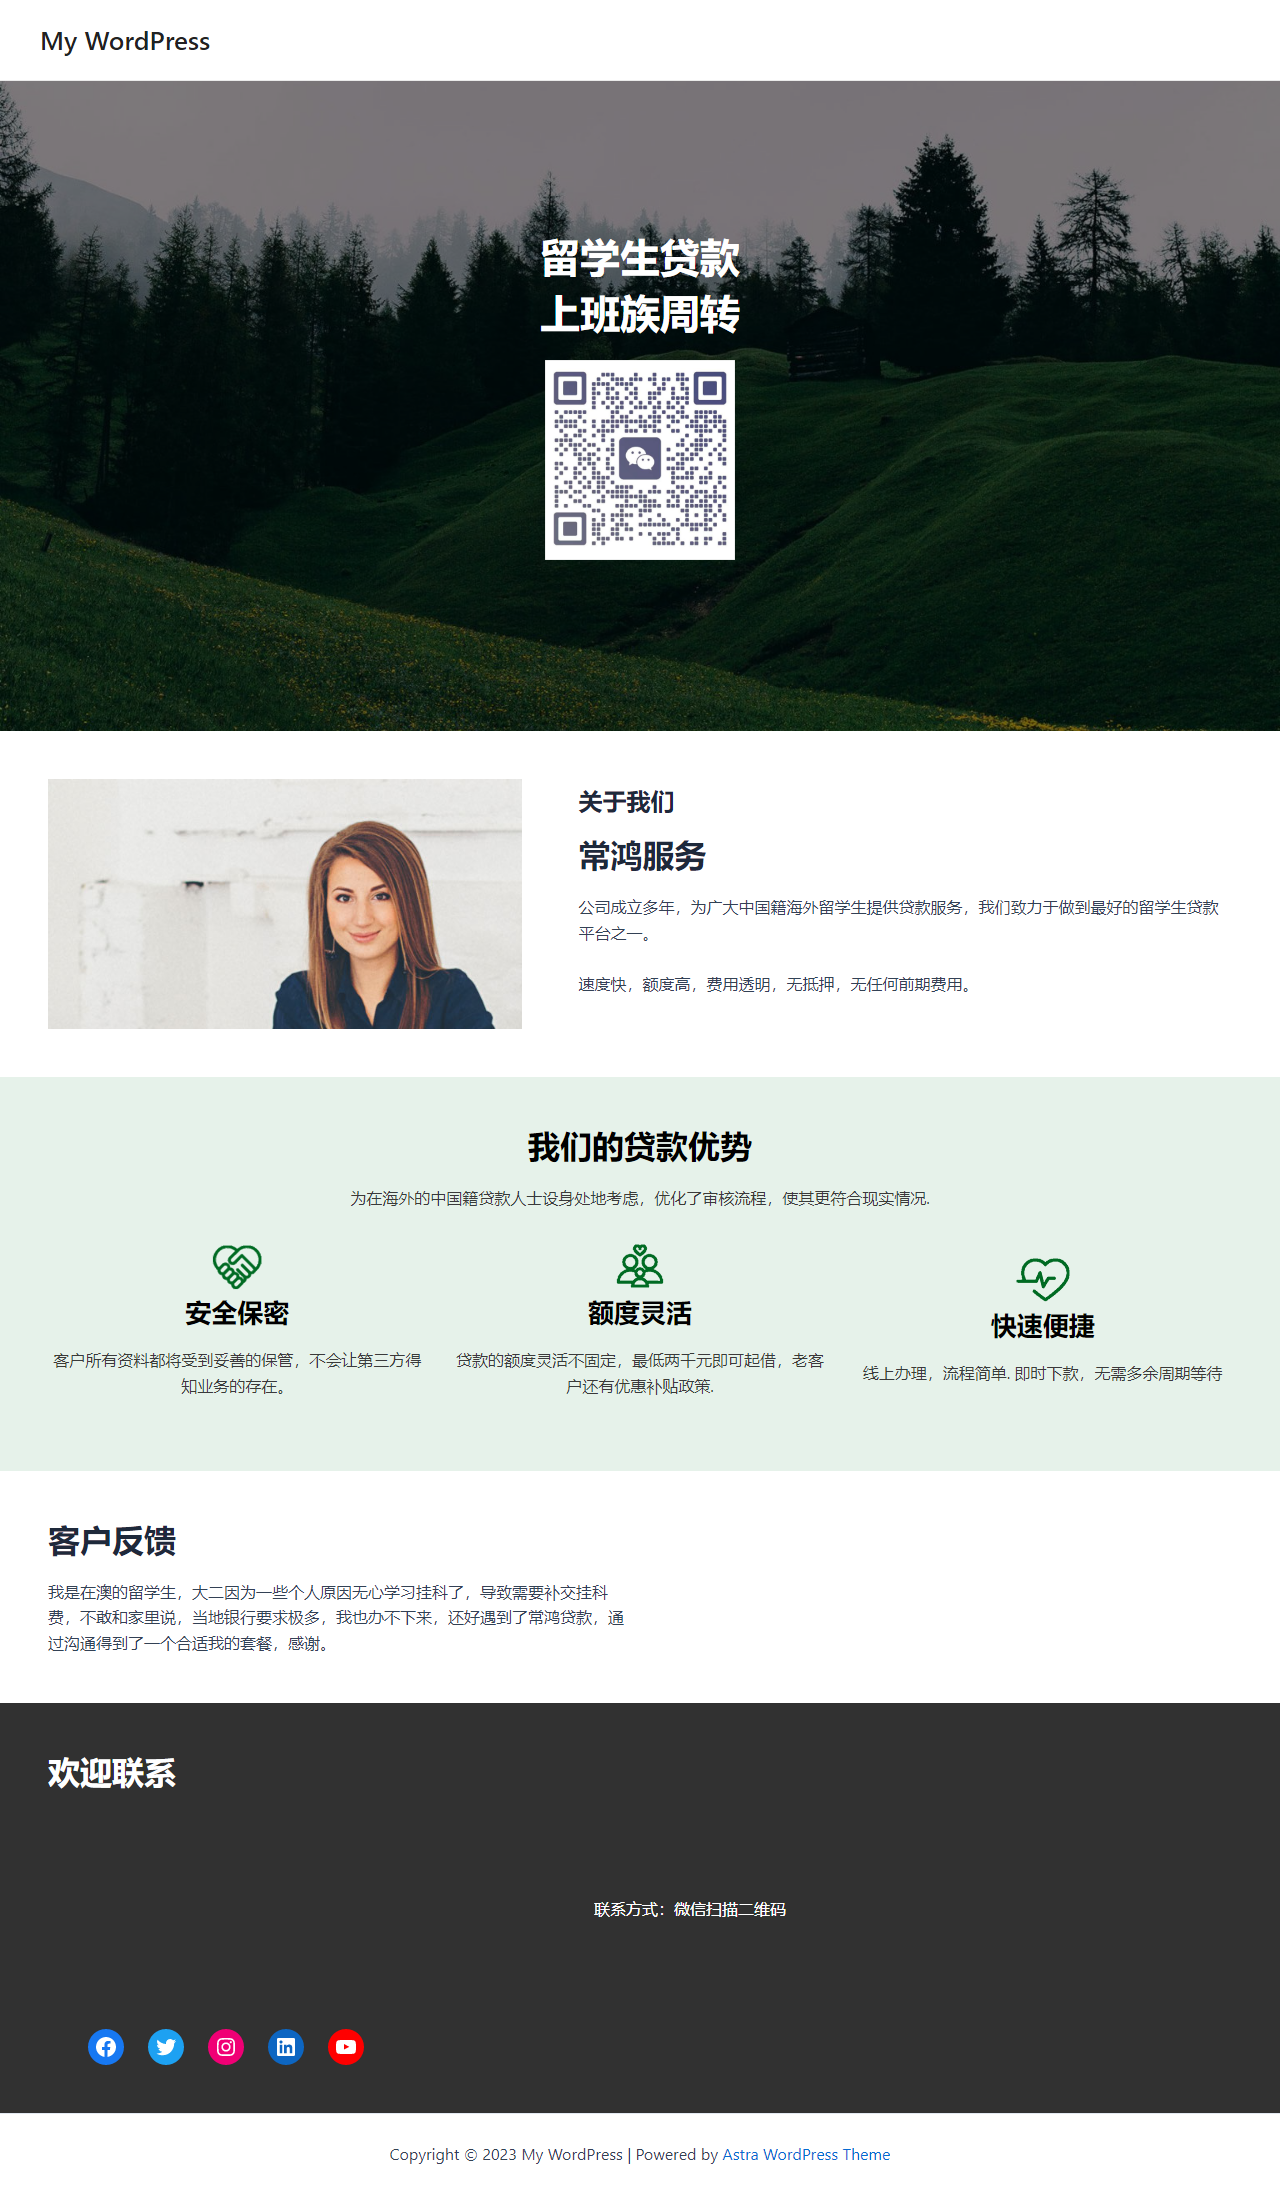 My WordPress
留学生贷款
上班族周转
关于我们
常鸿服务
公司成立多年，为广大中国籍海外留学生提供贷款服务，我们致力于做到最好的留学生贷款
平台之一。
速度快，额度高，费用透明，无抵押，无任何前期费用。
我们的贷款优势
为在海外的中国籍贷款人士设身处地考虑，优化了审核流程，使其更符合现实情况.
安全保密
客户所有资料都将受到妥善的保管，不会让第三方得
知业务的存在。
额度灵活
贷款的额度灵活不固定，最低两千元即可起借，老客
户还有优惠补贴政策.
快速便捷
线上办理，流程简单. 即时下款，无需多余周期等待
客户反馈
我是在澳的留学生，大二因为一些个人原因无心学习挂科了，导致需要补交挂科
费，不敢和家里说，当地银行要求极多，我也办不下来，还好遇到了常鸿贷款，通
过沟通得到了一个合适我的套餐，感谢。
欢迎联系
联系方式：微信扫描二维码
Copyright © 2023 My WordPress | Powered by Astra WordPress Theme